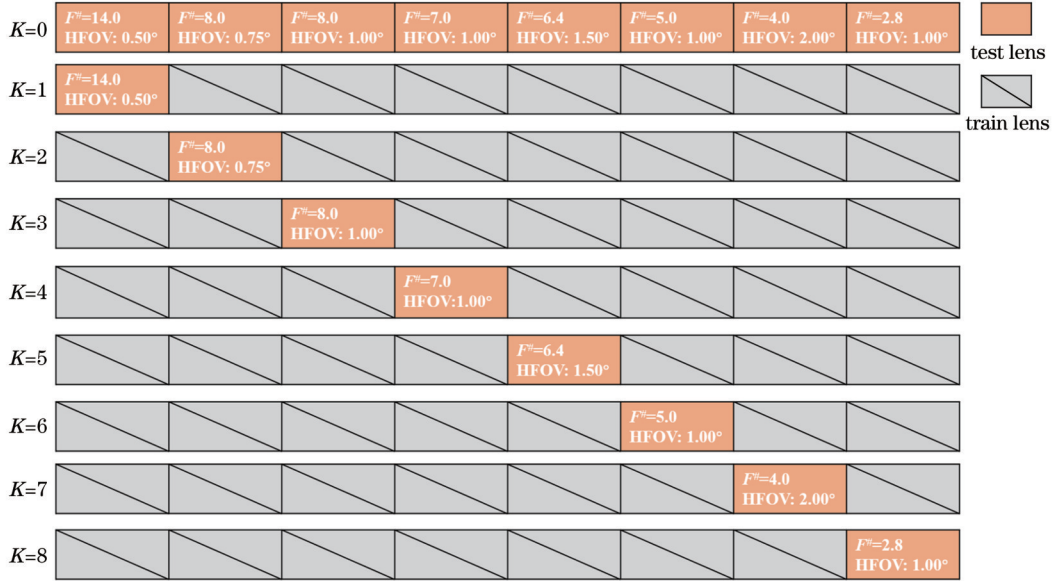 K=0
F#=14.0
HFOV: 0.50°
F#=8.0
HFOV: 0.75°
F#=8.0
HFOV: 1.00°
F#=7.0
HFOV: 1.00°
F#=6.4
HFOV: 1.50°
F#=5.0
HFOV: 1.00°
F#=4.0
HFOV: 2.00°
F#=2.8
HFOV: 1.00°
test lens
train lens
K=1
F#=14.0
HFOV: 0.50°
K=2
F#=8.0
HFOV: 0.75°
K=3
F#=8.0
HFOV: 1.00°
K=4
F#=7.0
HFOV:1.00°
K=5
F#=6.4
HFOV: 1.50°
K=6
F#=5.0
HFOV: 1.00°
K=7
F#=4.0
HFOV: 2.00°
K=8
F#=2.8
HFOV: 1.00°